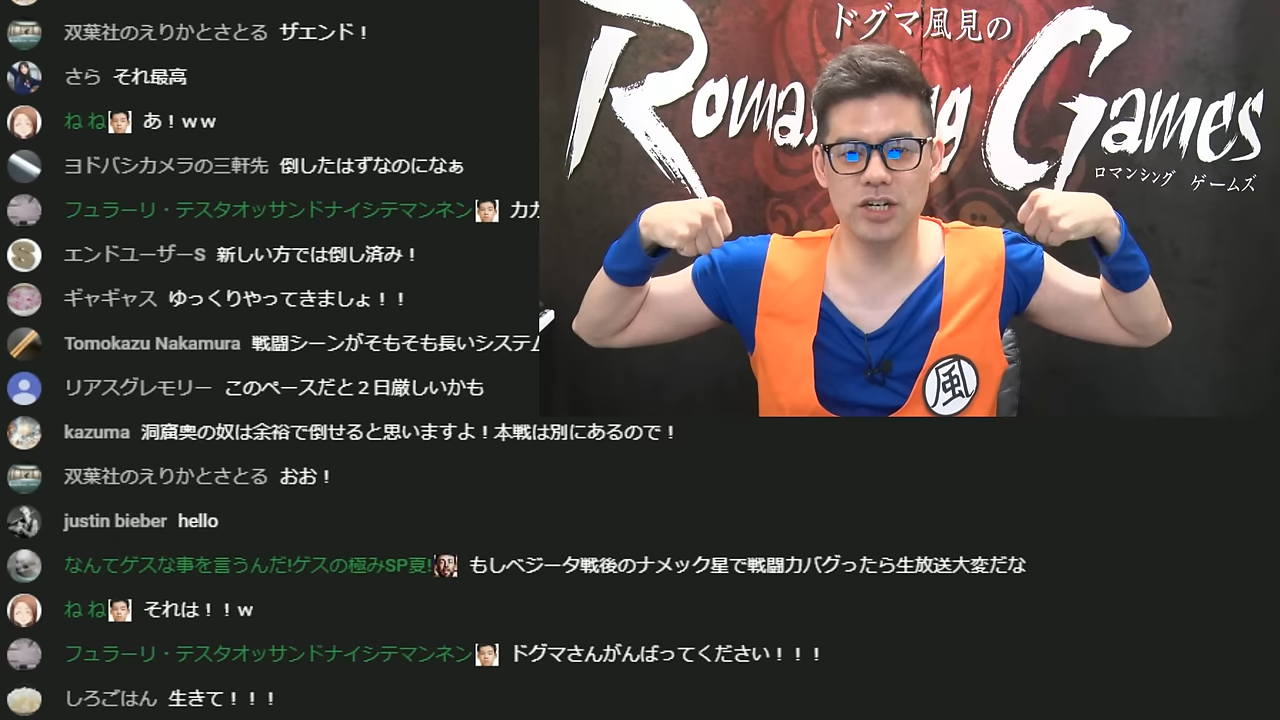 双葉社のえりかとさとる ザエンド！
さら それ最高
ね ね あ！ｗｗ
ヨドバシカメラの三軒先 倒したはずなのになぁ
フュラーリ・テスタオッサンドナイシテマンネン カカ
エンドユーザーS 新しい方では倒し済み！
ギャギャス ゆっくりやってきましょ！！
Tomokazu Nakamura 戦闘シーンがそもそも長いシステム
リアスグレモリー このペースだと２日厳しいかも
kazuma 洞窟奥の奴は余裕で倒せると思いますよ！本戦は別にあるので！
双葉社のえりかとさとる おお！
justin bieber hello
なんてゲスな事を言うんだ!ゲスの極みSP夏! もしベジータ戦後のナメック星で戦闘力バグったら生放送大変だな
ね ね それは！！ｗ
フュラーリ・テスタオッサンドナイシテマンネン ドグマさんがんばってください！！！
しろごはん 生きて！！！
ドグマ風見の
Romasing Games
ロマンシング ゲームズ
風